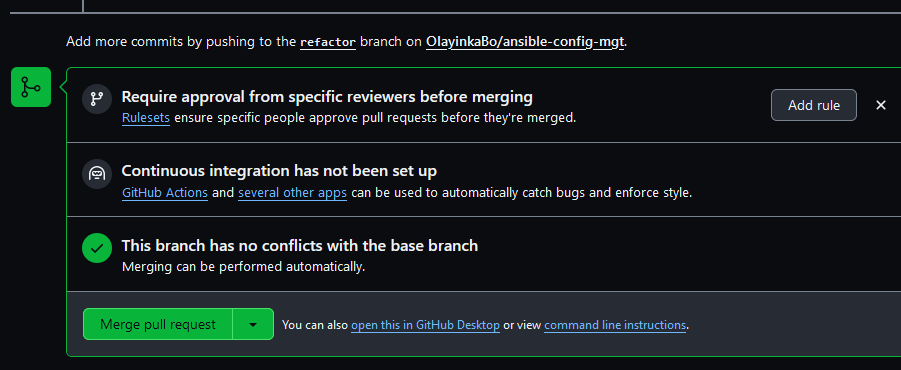 Add more commits by pushing to the refactor branch on OlayinkaBo/ansible-config-mgt.
Require approval from specific reviewers before merging
Rulesets ensure specific people approve pull requests before they're merged.
Add rule
Continuous integration has not been set up
GitHub Actions and several other apps can be used to automatically catch bugs and enforce style.
This branch has no conflicts with the base branch
Merging can be performed automatically.
Merge pull request
You can also open this in GitHub Desktop or view command line instructions.